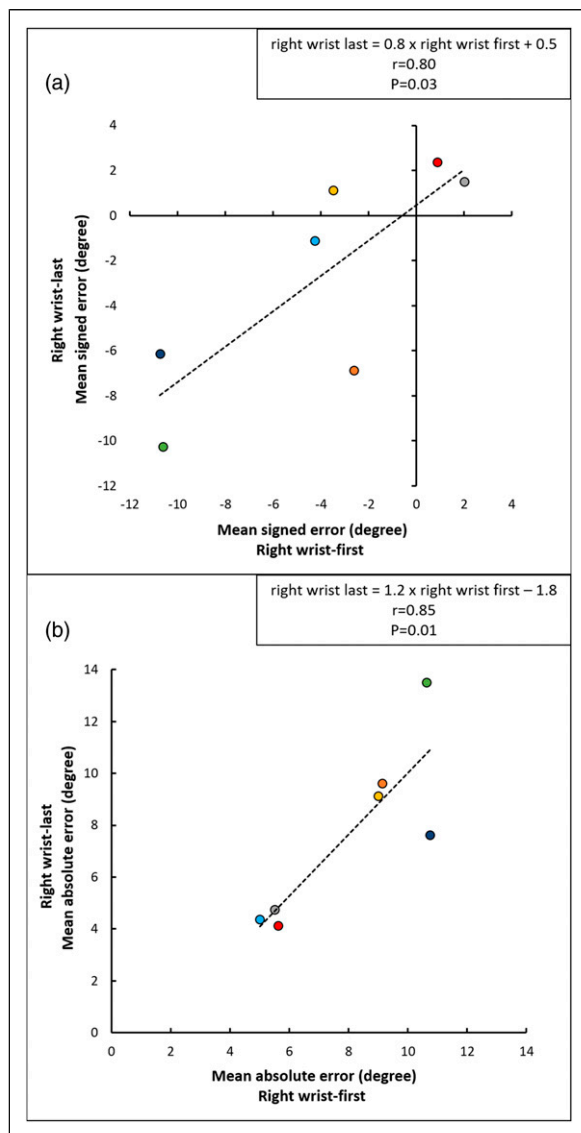 right wrist last = 0.8 x right wrist first + 0.5
r=0.80
P=0.03
(a)
4
2
0
-2
-4
-6
-8
-10
-12
Right wrist-last
Mean signed error (degree)
-12 -10 -8 -6 -4 -2 0 2 4
Mean signed error (degree)
Right wrist-first
right wrist last = 1.2 x right wrist first – 1.8
r=0.85
P=0.01
(b)
14
12
10
8
6
4
2
0
Right wrist-last
Mean absolute error (degree)
0 2 4 6 8 10 12 14
Mean absolute error (degree)
Right wrist-first